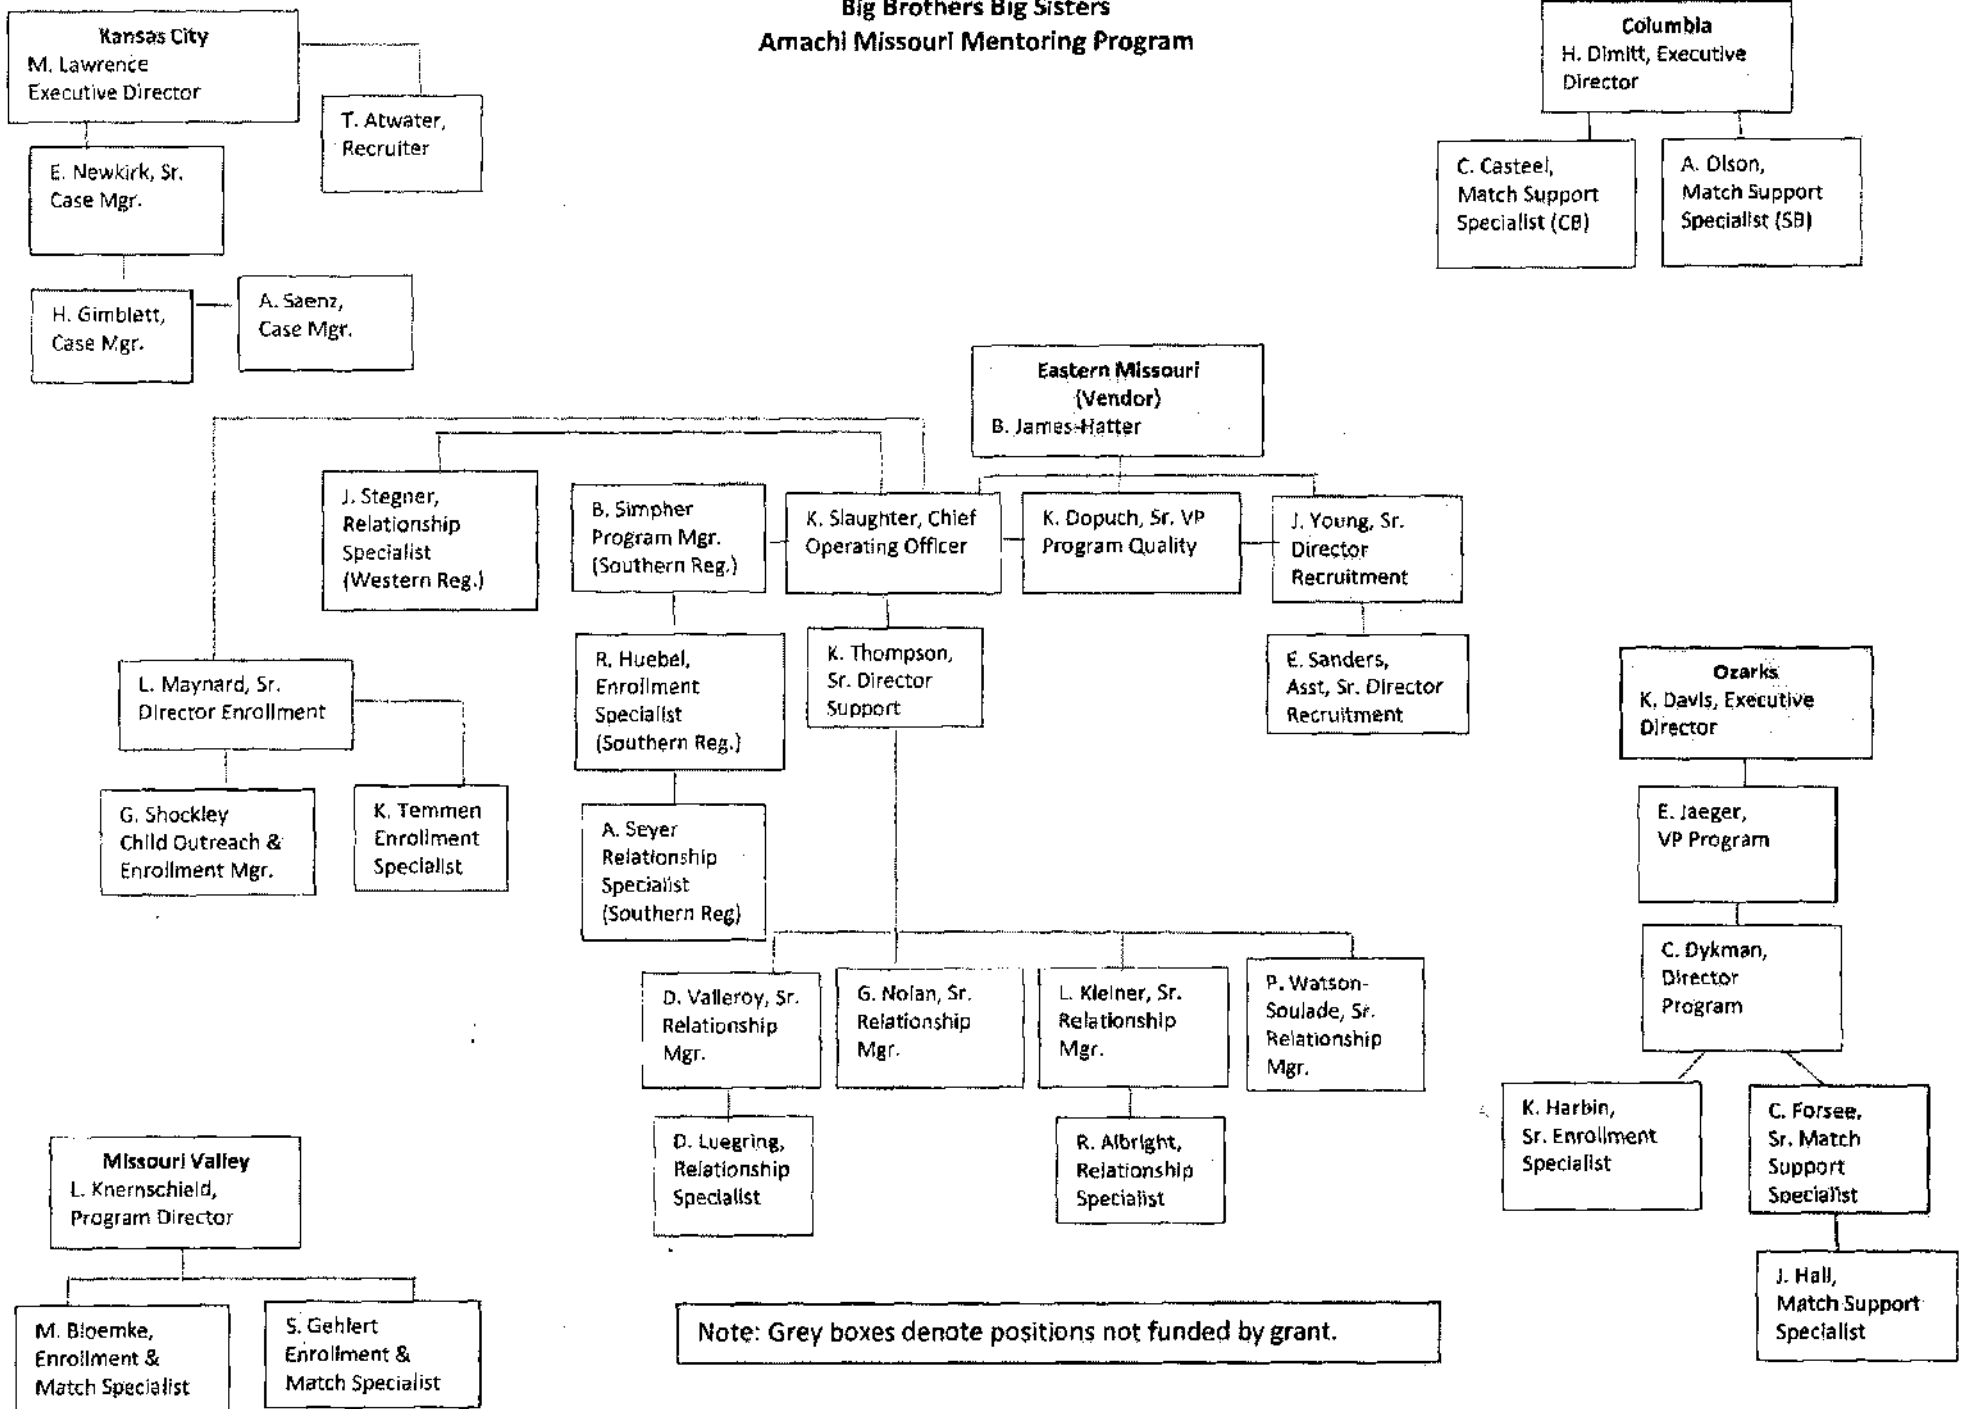 Big Brothers Big Sisters
Amachi Missouri Mentoring Program
Kansas City
M. Lawrence
Executive Director
T. Atwater,
Recruiter
E. Newkirk, Sr.
Case Mgr.
H. Gimblett,
Case Mgr.
A. Saenz,
Case Mgr.
Columbia
H. Dimitt, Executive
Director
C. Casteel,
Match Support
Specialist (CB)
A. Olson,
Match Support
Specialist (SB)
Eastern Missouri
(Vendor)
B. James-Hatter
J. Stegner,
Relationship
Specialist
(Western Reg.)
B. Simpher
Program Mgr.
(Southern Reg.)
K. Slaughter, Chief
Operating Officer
K. Dopuch, Sr. VP
Program Quality
J. Young, Sr.
Director
Recruitment
L. Maynard, Sr.
Director Enrollment
R. Huebel,
Enrollment
Specialist
(Southern Reg.)
K. Thompson,
Sr. Director
Support
E. Sanders,
Asst, Sr. Director
Recruitment
G. Shockley
Child Outreach &
Enrollment Mgr.
K. Temmen
Enrollment
Specialist
A. Seyer
Relationship
Specialist
(Southern Reg)
D. Valleroy, Sr.
Relationship
Mgr.
G. Nolan, Sr.
Relationship
Mgr.
L. Kleiner, Sr.
Relationship
Mgr.
P. Watson-
Soulade, Sr.
Relationship
Mgr.
D. Luegring,
Relationship
Specialist
R. Albright,
Relationship
Specialist
Ozarks
K. Davis, Executive
Director
E. Jaeger,
VP Program
C. Dykman,
Director
Program
K. Harbin,
Sr. Enrollment
Specialist
C. Forsee,
Sr. Match
Support
Specialist
J. Hall,
Match Support
Specialist
Missouri Valley
L. Knernschield,
Program Director
M. Bloemke,
Enrollment &
Match Specialist
S. Gehlert
Enrollment &
Match Specialist
Note: Grey boxes denote positions not funded by grant.